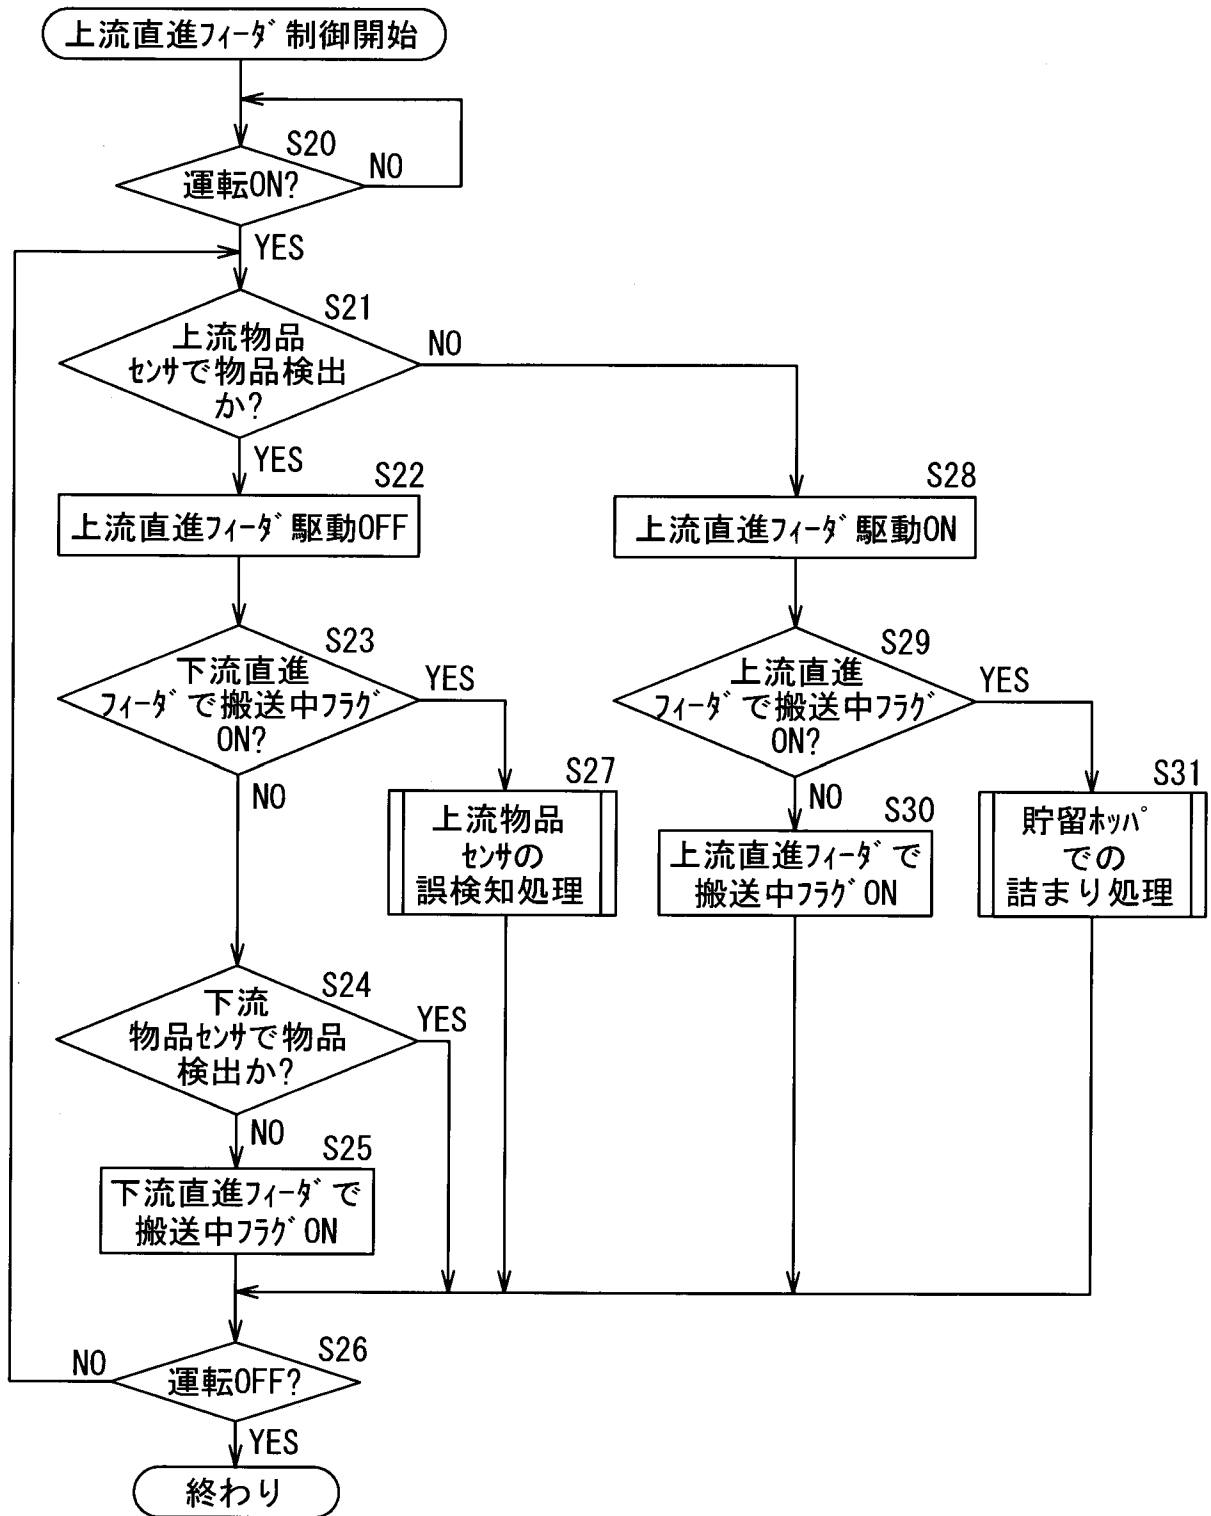 上流直進フィーダ制御開始
S20
運転ON?
NO
YES
S21
上流物品
センサで物品検出
か?
NO
YES
S22
上流直進フィーダ駆動OFF
S28
上流直進フィーダ駆動ON
S23
下流直進
フィーダで搬送中フラグ
ON?
YES
NO
S29
上流直進
フィーダで搬送中フラグ
ON?
YES
NO
S27
上流物品
センサの
誤検知処理
S30
上流直進フィーダで
搬送中フラグON
S31
貯留ホッパ
での
詰まり処理
S24
下流
物品センサで物品
検出か?
YES
NO
S25
下流直進フィーダで
搬送中フラグON
S26
運転OFF?
NO
YES
終わり